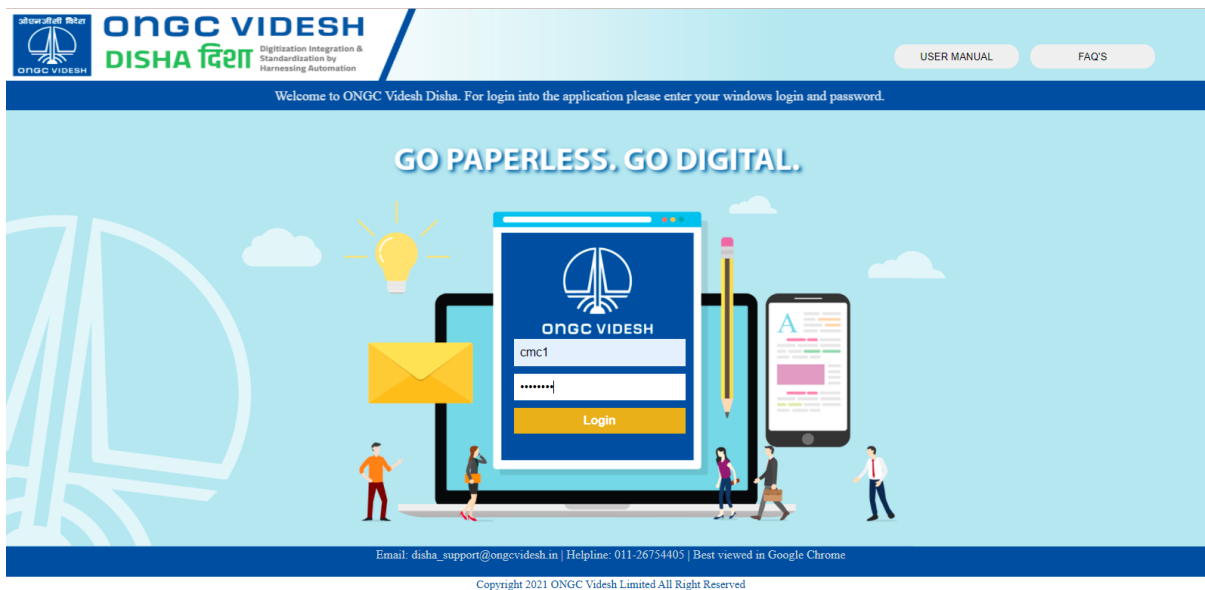 ओएनजीसी विदेश
ONGC VIDESH
ONGC VIDESH
DISHA दिशा
Digitization Integration &
Standardization by
Harnessing Automation
USER MANUAL
FAQ'S
Welcome to ONGC Videsh Disha. For login into the application please enter your windows login and password.
GO PAPERLESS. GO DIGITAL.
ONGC VIDESH
cmc1
••••••••
Login
A
Email: disha_support@ongcvidesh.in | Helpline: 011-26754405 | Best viewed in Google Chrome
Copyright 2021 ONGC Videsh Limited All Right Reserved